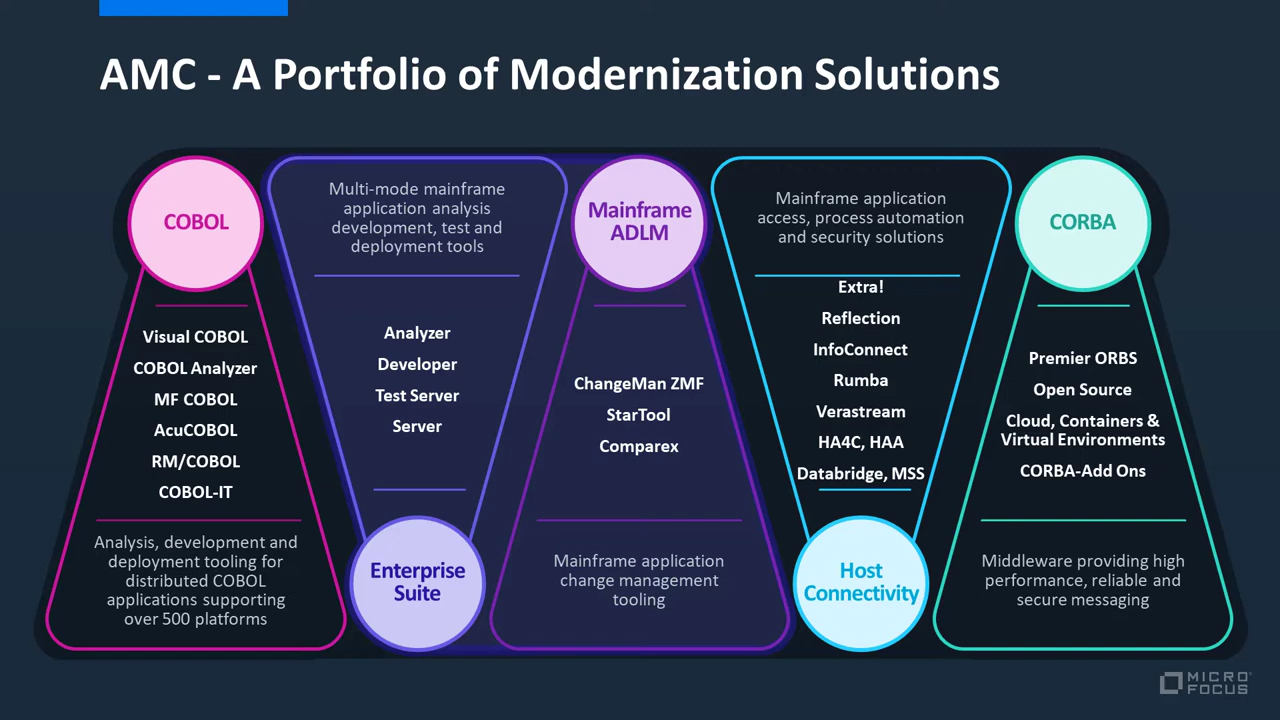 AMC - A Portfolio of Modernization Solutions
COBOL
Visual COBOL
COBOL Analyzer
MF COBOL
AcuCOBOL
RM/COBOL
COBOL-IT
Analysis, development and
deployment tooling for
distributed COBOL
applications supporting
over 500 platforms
Multi-mode mainframe
application analysis
development, test and
deployment tools
Analyzer
Developer
Test Server
Server
Enterprise
Suite
Mainframe
ADLM
ChangeMan ZMF
StarTool
Comparex
Mainframe application
change management
tooling
Mainframe application
access, process automation
and security solutions
Extra!
Reflection
InfoConnect
Rumba
Verastream
HA4C, HAA
Databridge, MSS
Host
Connectivity
CORBA
Premier ORBS
Open Source
Cloud, Containers &
Virtual Environments
CORBA-Add Ons
Middleware providing high
performance, reliable and
secure messaging
MICRO
FOCUS